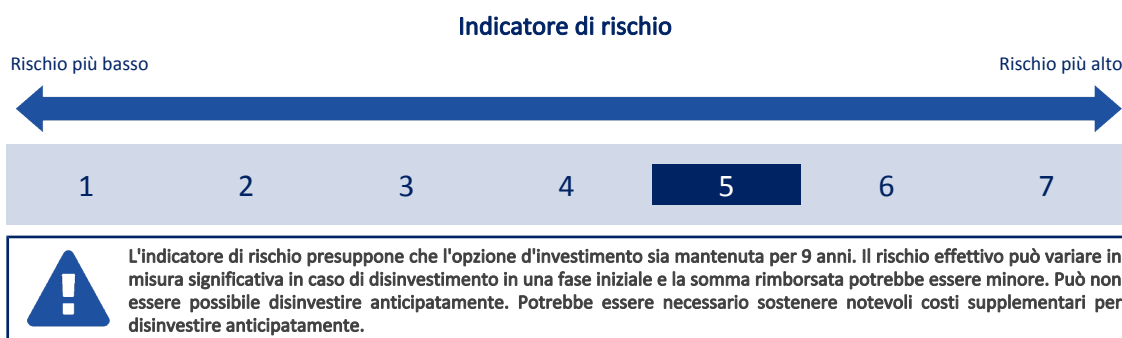 Indicatore di rischio
Rischio più basso Rischio più alto
1 2 3 4 5 6 7
L'indicatore di rischio presuppone che l'opzione d'investimento sia mantenuta per 9 anni. Il rischio effettivo può variare in
misura significativa in caso di disinvestimento in una fase iniziale e la somma rimborsata potrebbe essere minore. Può non
essere possibile disinvestire anticipatamente. Potrebbe essere necessario sostenere notevoli costi supplementari per
disinvestire anticipatamente.